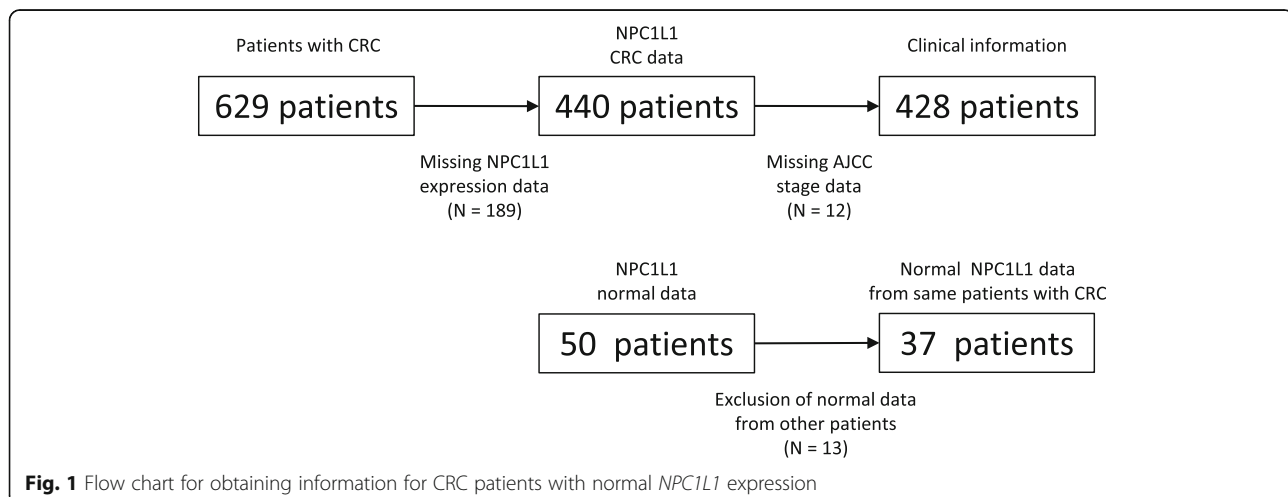 Patients with CRC
NPC1L1
CRC data
Clinical information
629 patients
440 patients
428 patients
Missing NPC1L1
expression data
(N = 189)
Missing AJCC
stage data
(N = 12)
NPC1L1
normal data
Normal NPC1L1 data
from same patients with CRC
50 patients
37 patients
Exclusion of normal data
from other patients
(N = 13)
Fig. 1 Flow chart for obtaining information for CRC patients with normal NPC1L1 expression